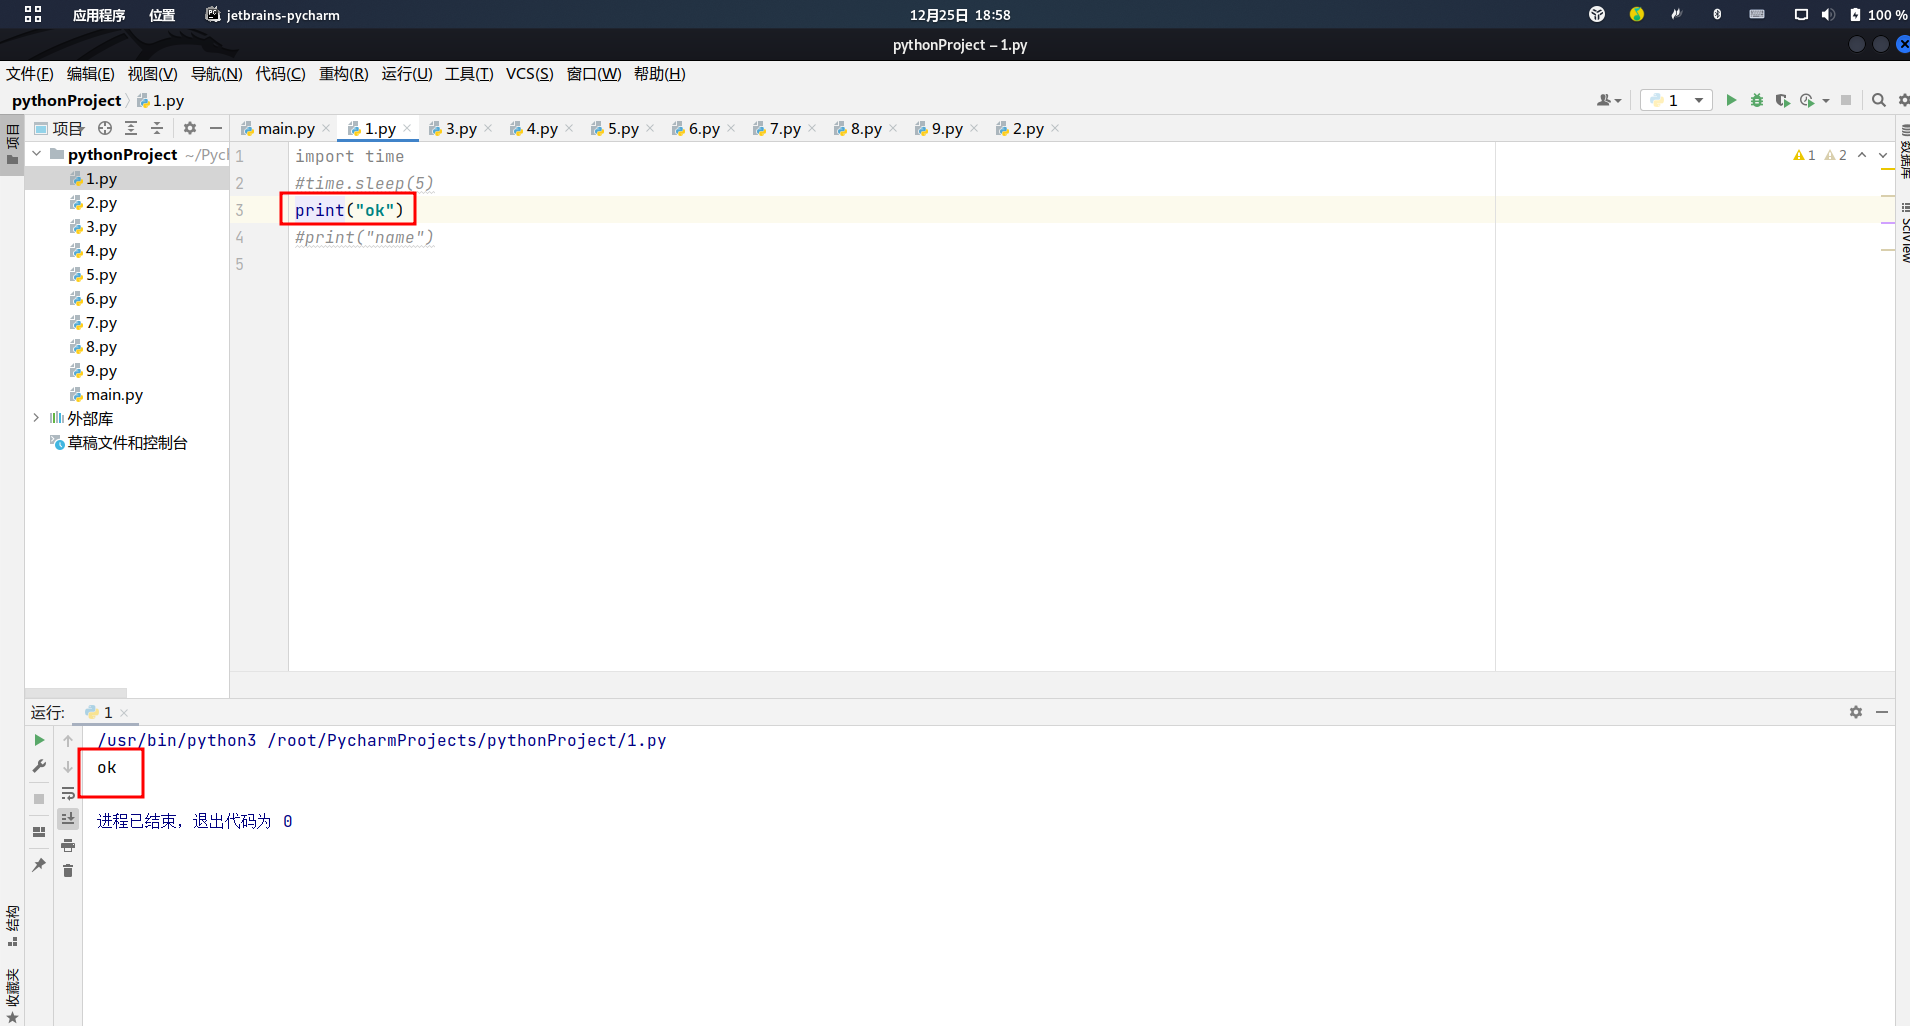 应用程序 位置 jetbrains-pycharm 12月25日 18:58 100 %
pythonProject – 1.py
文件(F) 编辑(E) 视图(V) 导航(N) 代码(C) 重构(R) 运行(U) 工具(T) VCS(S) 窗口(W) 帮助(H)
pythonProject 1.py 1
项目 main.py 1.py 3.py 4.py 5.py 6.py 7.py 8.py 9.py 2.py
项目
pythonProject ~/Pycl
1.py
2.py
3.py
4.py
5.py
6.py
7.py
8.py
9.py
main.py
外部库
草稿文件和控制台
1 import time
2 #time.sleep(5)
3 print("ok")
4 #print("name")
5
1 2
数据库
SciView
运行: 1
/usr/bin/python3 /root/PycharmProjects/pythonProject/1.py
ok
进程已结束，退出代码为 0
结构
收藏夹